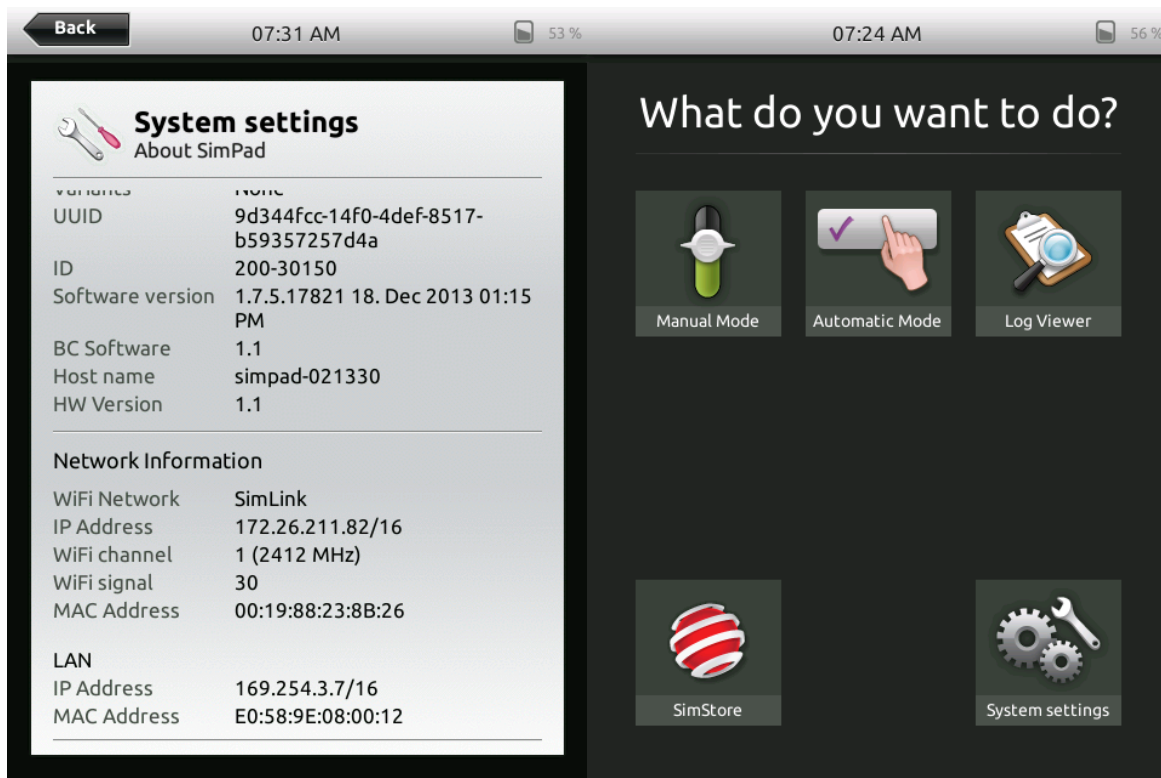 Back
07:31 AM
53 %
System settings
About SimPad
Variants None
UUID 9d344fcc-14f0-4def-8517-
b59357257d4a
ID 200-30150
Software version 1.7.5.17821 18. Dec 2013 01:15
PM
BC Software 1.1
Host name simpad-021330
HW Version 1.1
Network Information
WiFi Network SimLink
IP Address 172.26.211.82/16
WiFi channel 1 (2412 MHz)
WiFi signal 30
MAC Address 00:19:88:23:8B:26
LAN
IP Address 169.254.3.7/16
MAC Address E0:58:9E:08:00:12
07:24 AM
56 %
What do you want to do?
Manual Mode
Automatic Mode
Log Viewer
SimStore
System settings